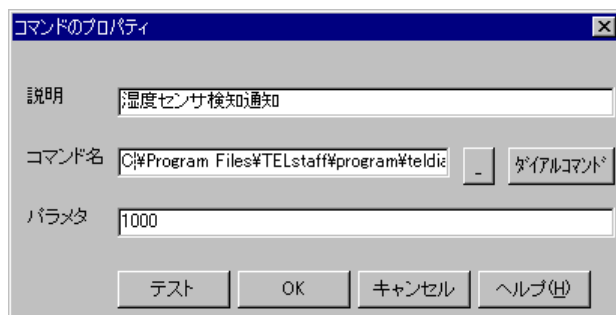 コマンドのプロパティ
説明 湿度センサ検知通知
コマンド名 C:¥Program Files¥TELstaff¥program¥teldia _ ﾀﾞｲｱﾙｺﾏﾝﾄﾞ
パラメタ 1000
テスト OK キャンセル ヘルプ(H)